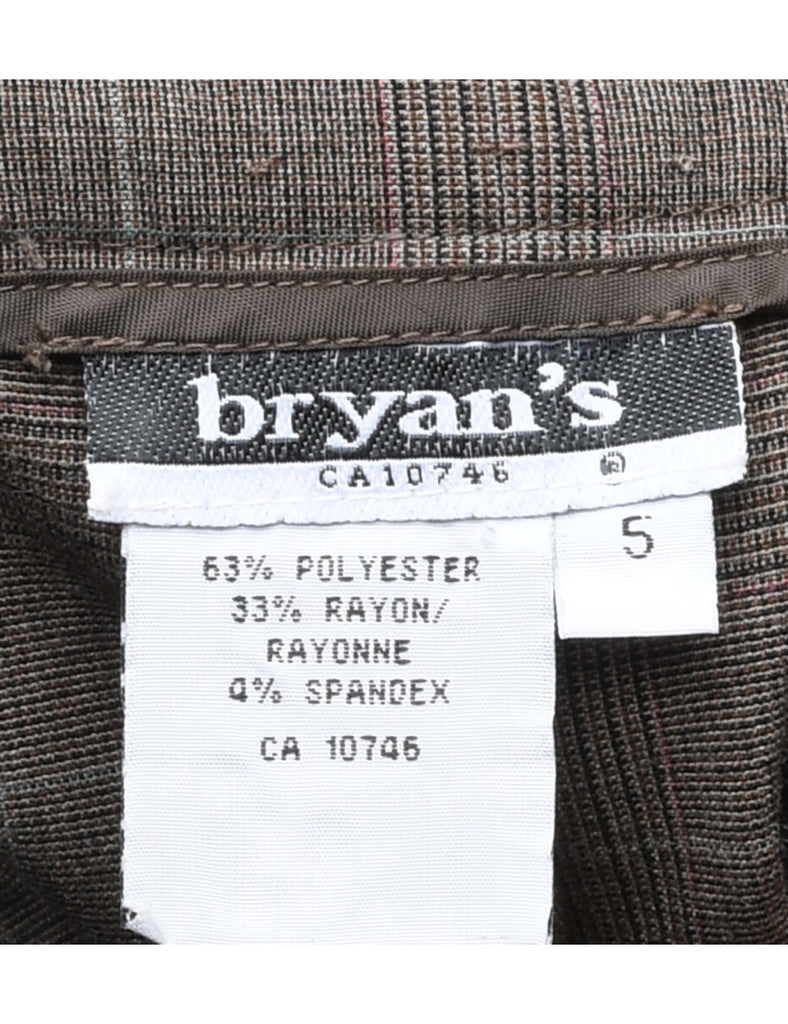 bryan's
CA10746 ®
5
63% POLYESTER
33% RAYON/
RAYONNE
4% SPANDEX
CA 10746